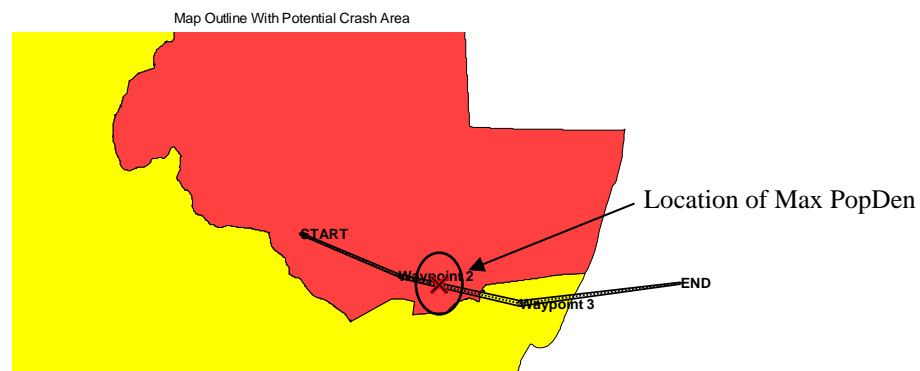 Map Outline With Potential Crash Area
Location of Max PopDen
START
Waypoint 2
END
Waypoint 3